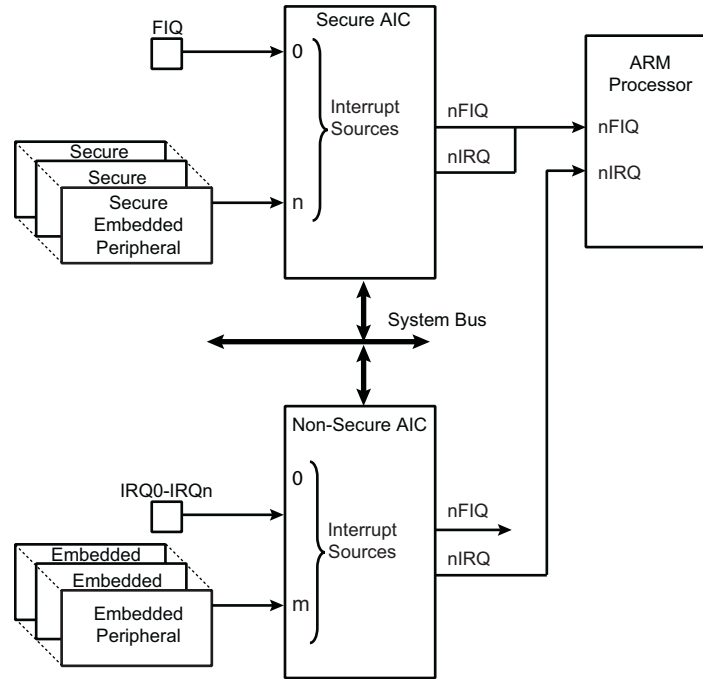 FIQ
Secure AIC
0
Interrupt
Sources
n
Secure
Secure
Secure
Embedded
Peripheral
nFIQ
nIRQ
ARM
Processor
nFIQ
nIRQ
System Bus
Non-Secure AIC
0
IRQ0-IRQn
Interrupt
Sources
m
nFIQ
nIRQ
Embedded
Embedded
Embedded
Peripheral